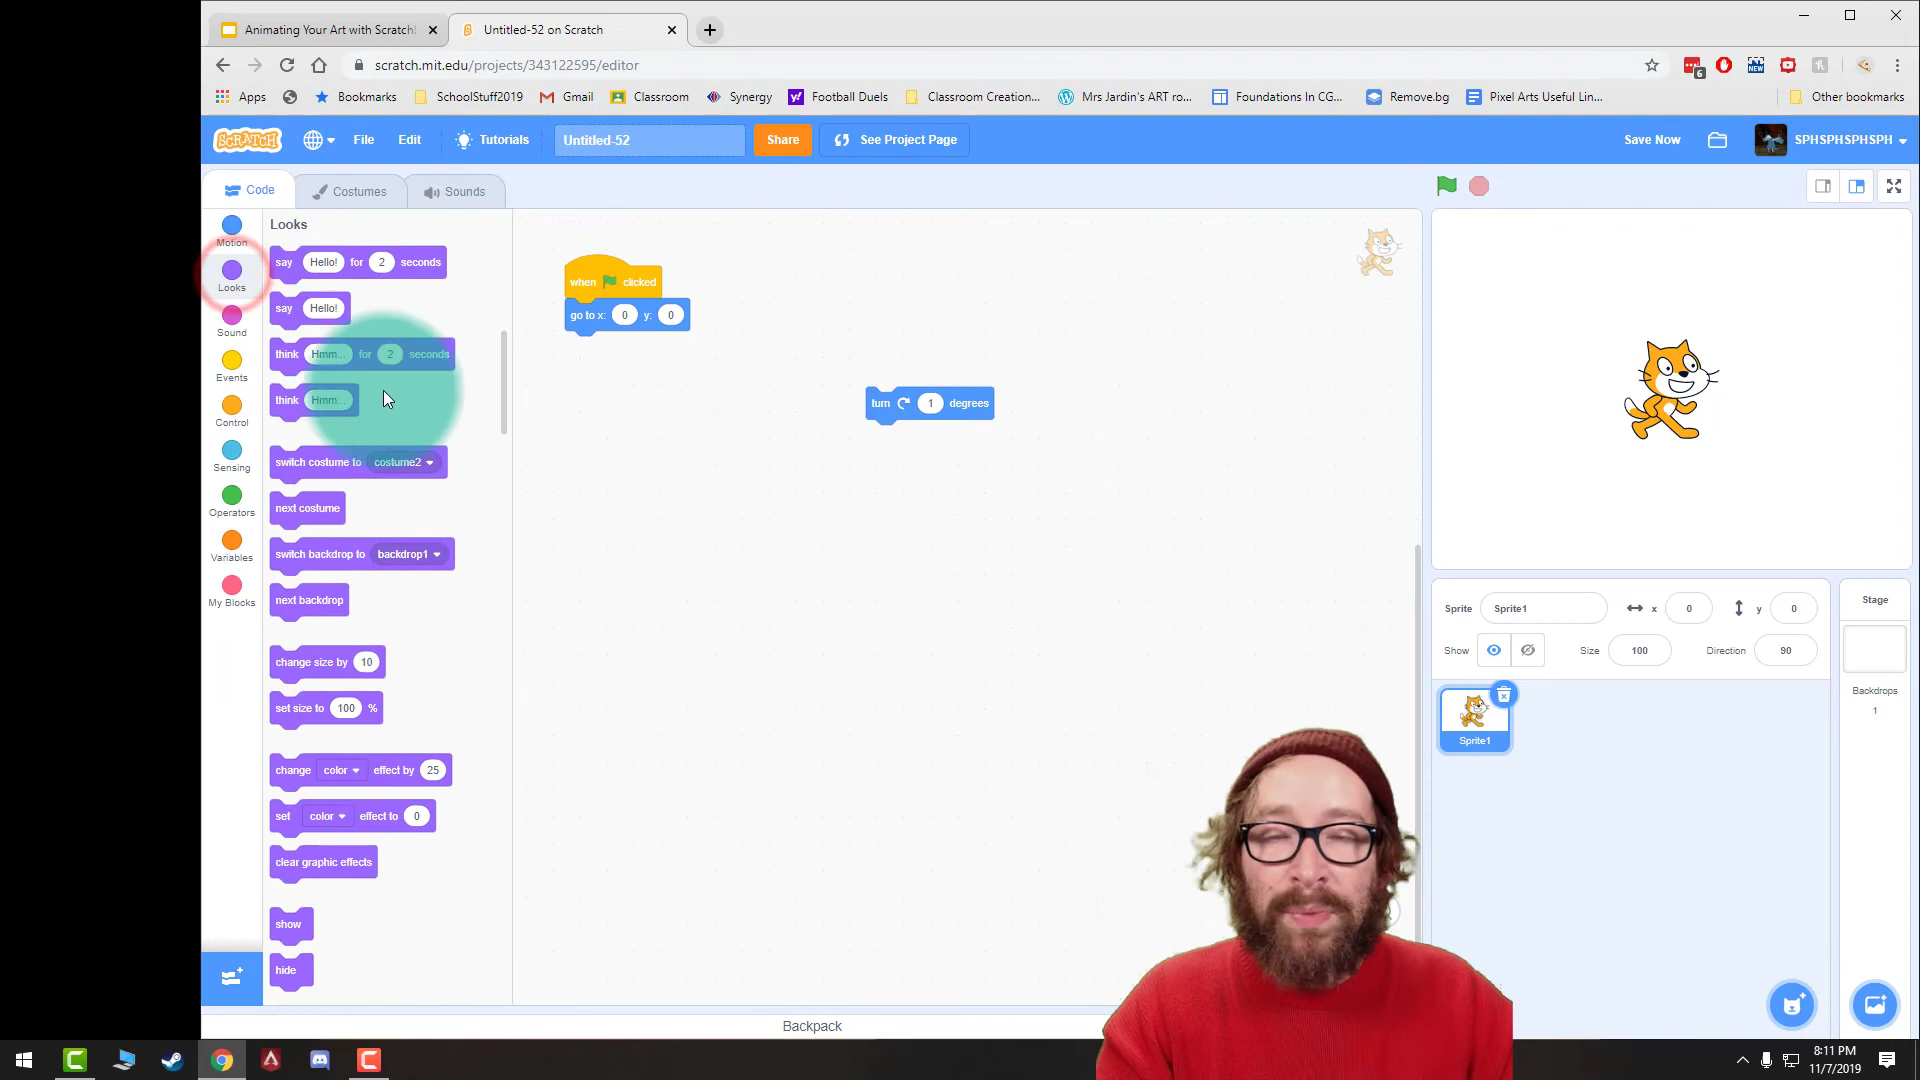 Animating Your Art with Scratch!
Untitled-52 on Scratch
scratch.mit.edu/projects/343122595/editor
6
NEW
Apps
Bookmarks
SchoolStuff2019
Gmail
Classroom
Synergy
Football Duels
Classroom Creation...
Mrs Jardin's ART ro...
Foundations In CG...
Remove.bg
Pixel Arts Useful Lin...
Other bookmarks
SCRATCH
File
Edit
Tutorials
Untitled-52
Share
See Project Page
Save Now
SPHSPHSPHSPH
Code
Costumes
Sounds
Motion
Looks
Sound
Events
Control
Sensing
Operators
Variables
My Blocks
Looks
say Hello! for 2 seconds
say Hello!
think Hmm... for 2 seconds
think Hmm...
switch costume to costume2
next costume
switch backdrop to backdrop1
next backdrop
change size by 10
set size to 100 %
change color effect by 25
set color effect to 0
clear graphic effects
show
hide
when clicked
go to x: 0 y: 0
turn 1 degrees
Sprite Sprite1 x 0 y 0
Show Size 100 Direction 90
Sprite1
Stage
Backdrops
1
Backpack
8:11 PM
11/7/2019